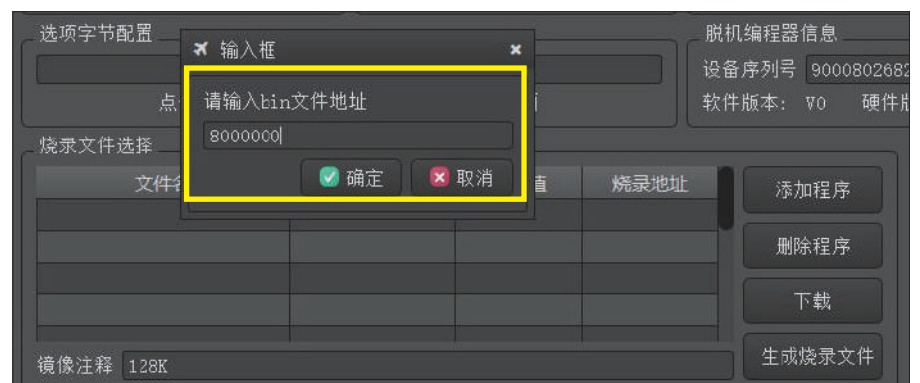 选项字节配置
输入框
脱机编程器信息
设备序列号 9000802682
请输入bin文件地址
软件版本: V0 硬件
8000000
烧录文件选择
确定 取消
烧录地址
添加程序
删除程序
下载
镜像注释 128K
生成烧录文件